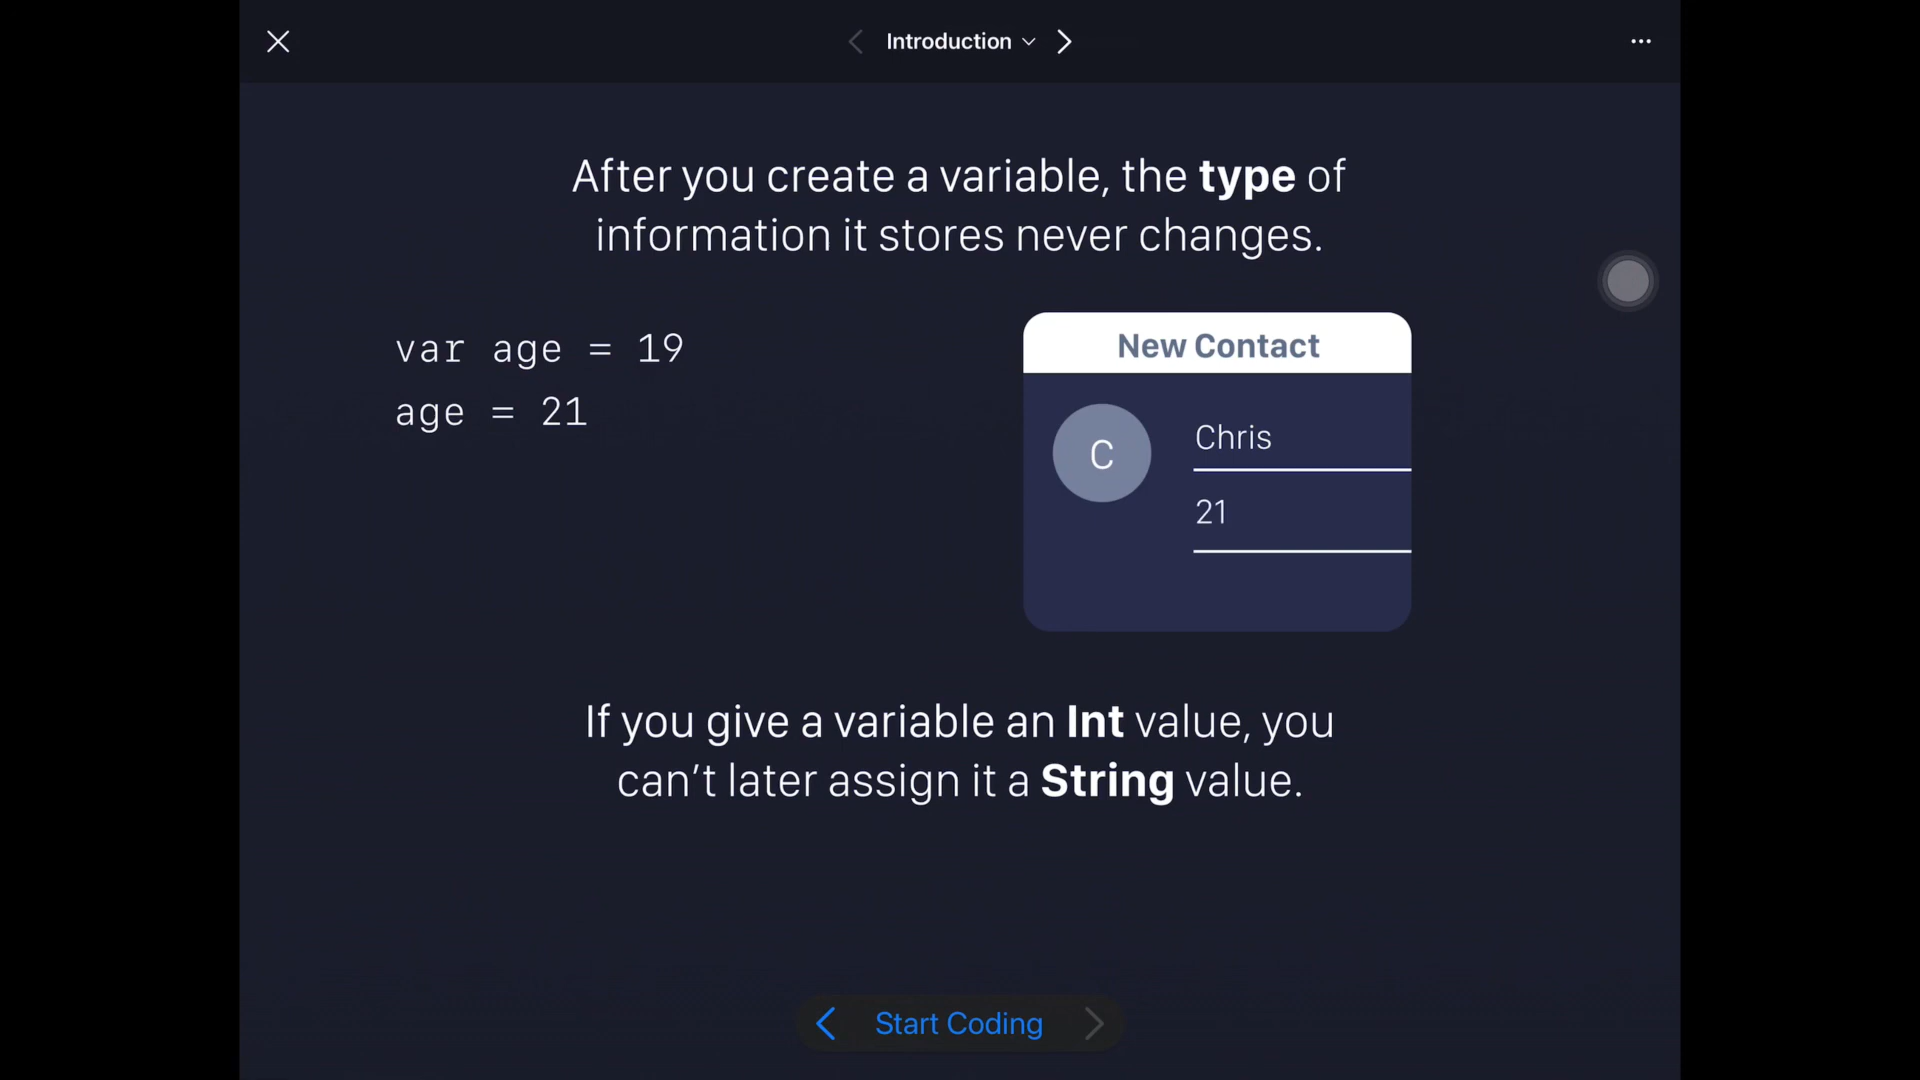 Introduction
After you create a variable, the type of
information it stores never changes.
var age = 19
age = 21
New Contact
C
Chris
21
If you give a variable an Int value, you
can’t later assign it a String value.
Start Coding